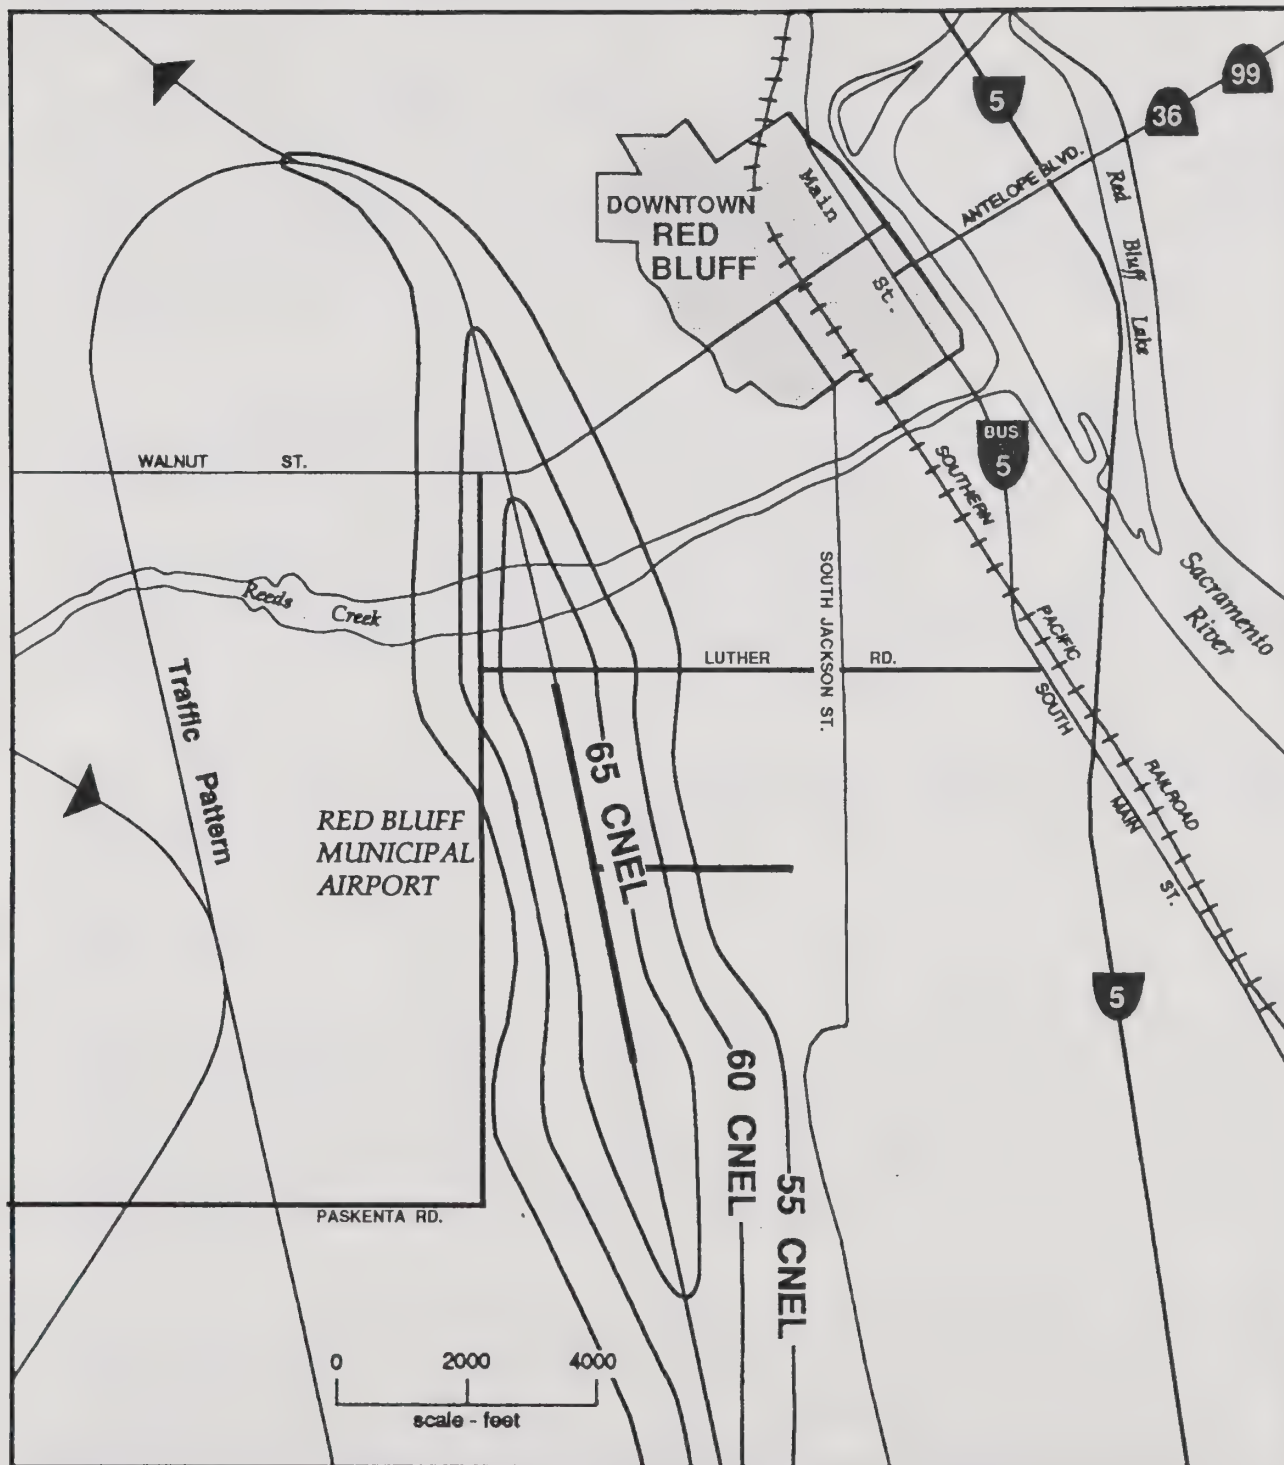 99
5
36
ANTELOPE BLVD.
Red Bluff Lake
Main St.
DOWNTOWN
RED
BLUFF
BUS
5
WALNUT ST.
SOUTHERN PACIFIC RAILROAD
Sacramento
River
Reeds Creek
SOUTH JACKSON ST.
LUTHER RD.
SOUTH MAIN ST.
Traffic Pattern
65 CNEL
RED BLUFF
MUNICIPAL
AIRPORT
5
60 CNEL
55 CNEL
PASKENTA RD.
0 2000 4000
scale - feet